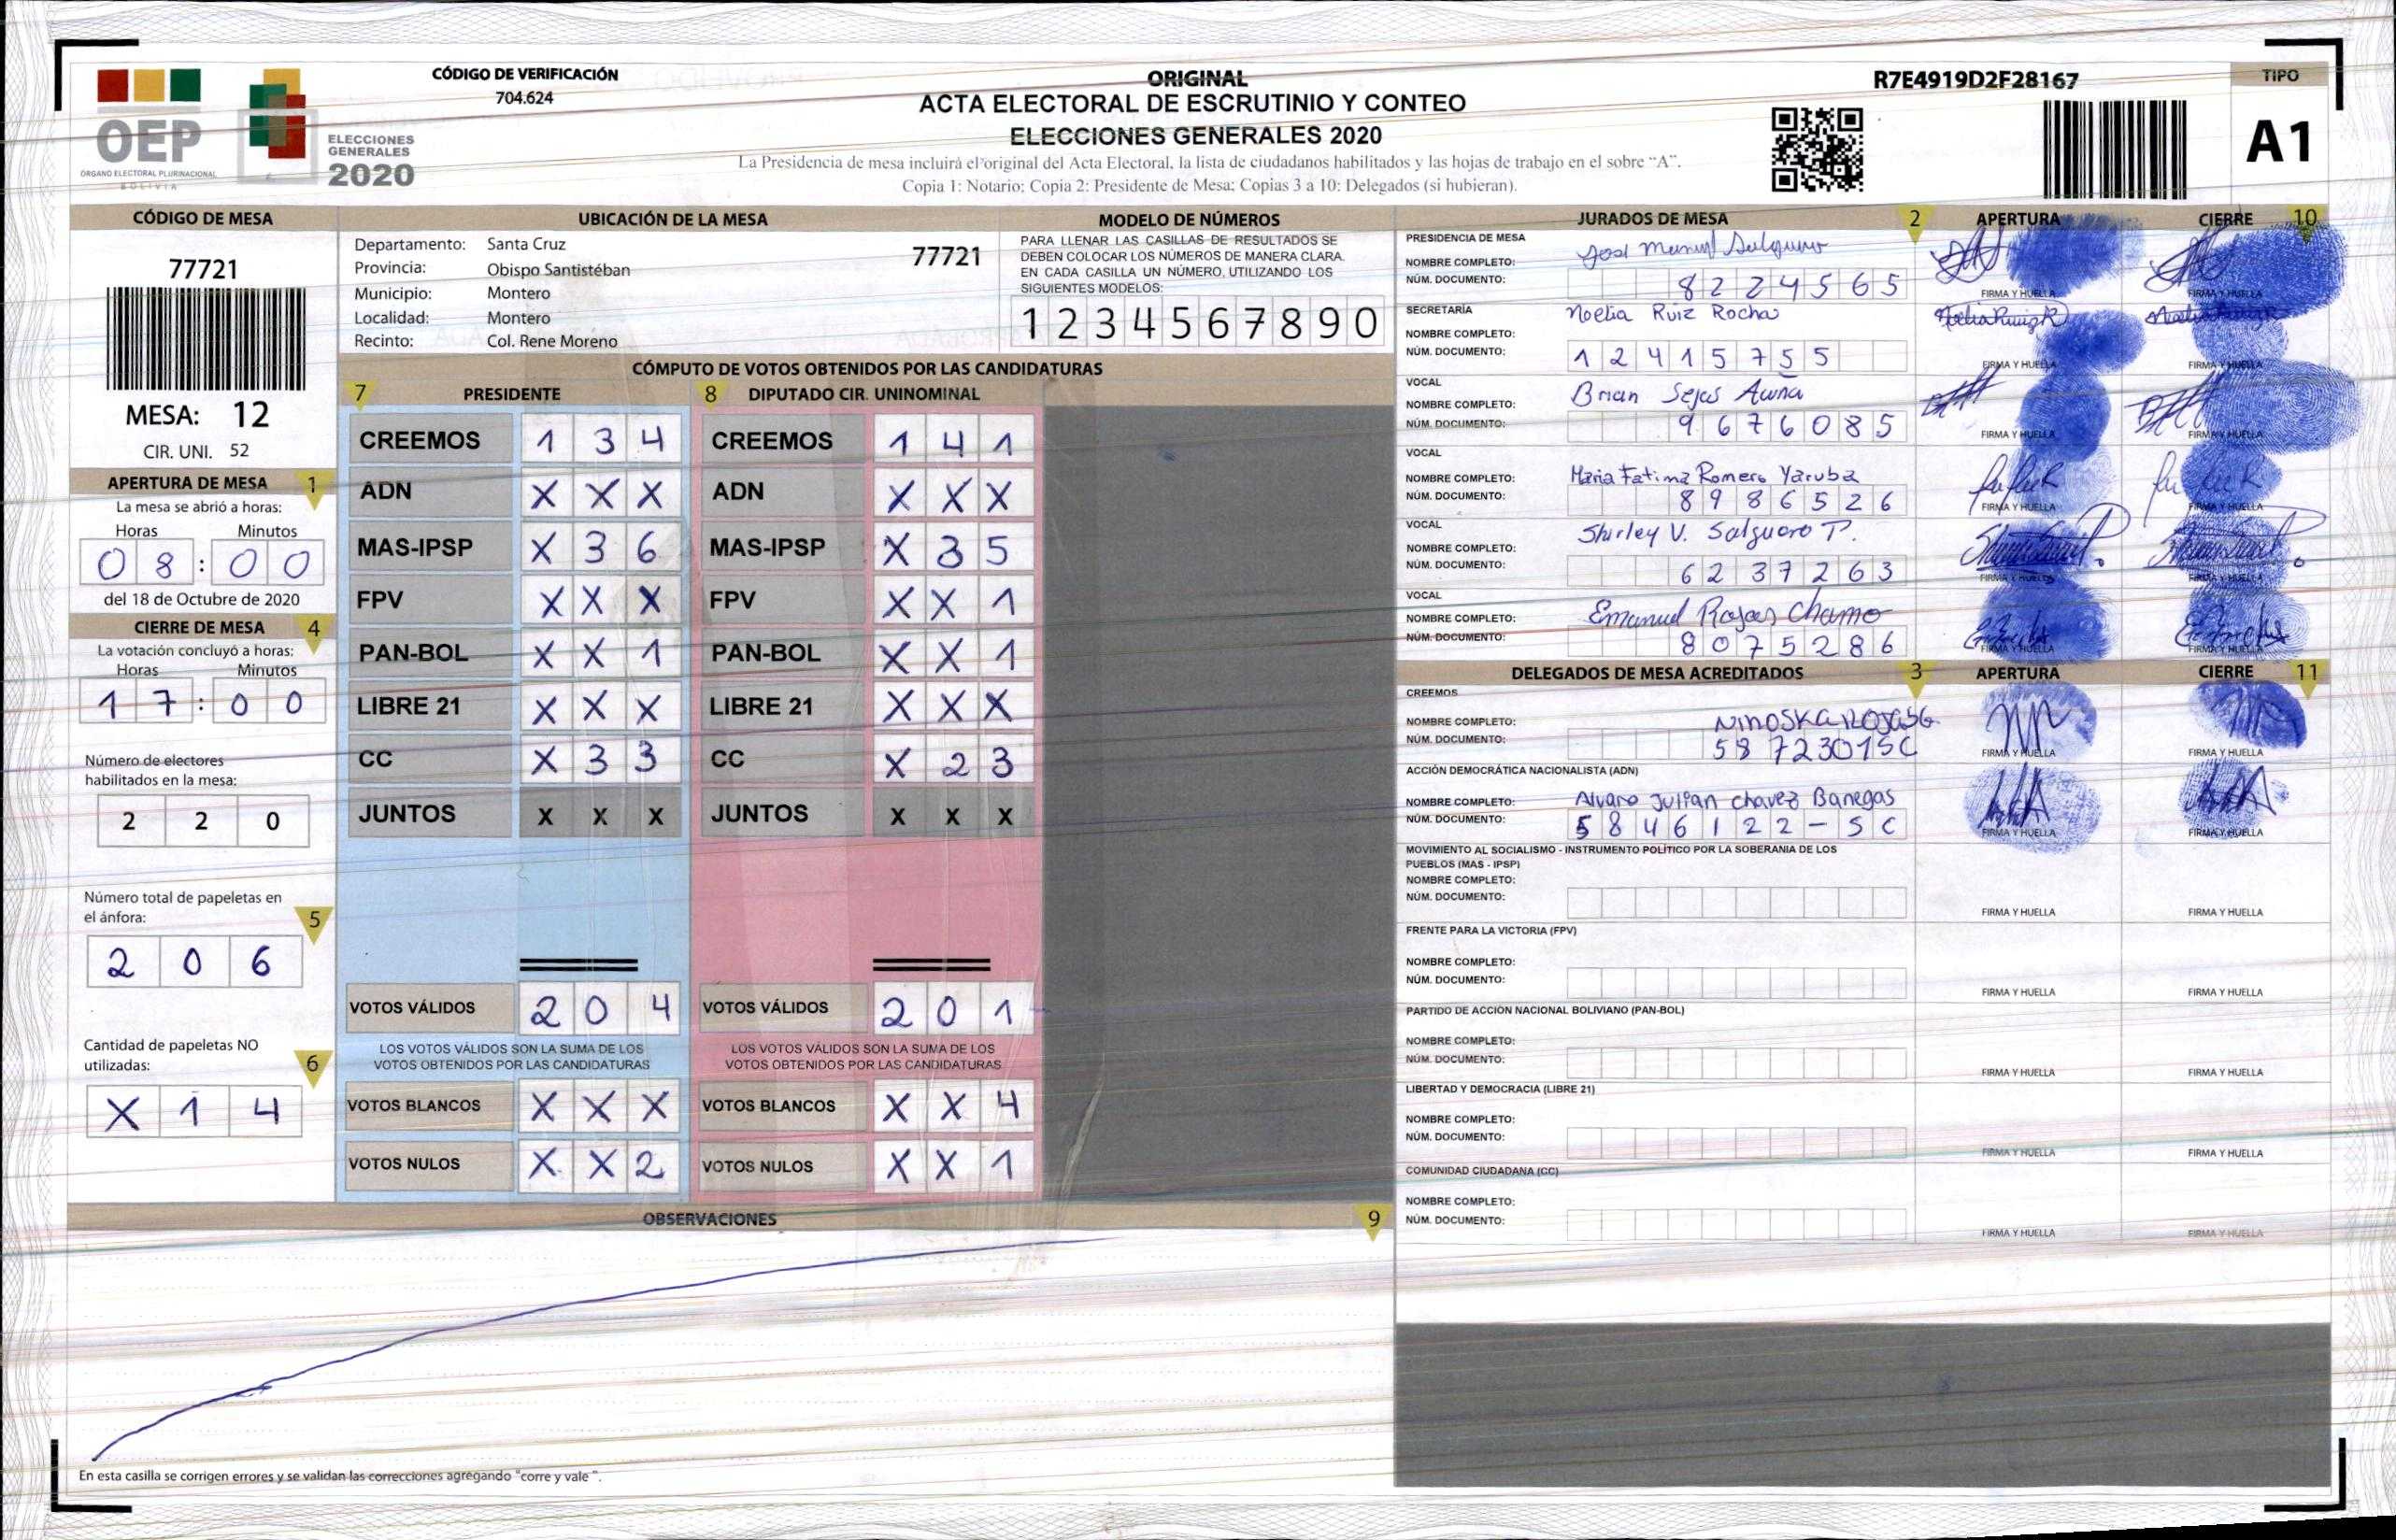 CÓDIGO DE VERIFICACIÓN
704.624
OEP
ÓRGANO ELECTORAL PLURINACIONAL
BOLIVIA
ELECCIONES
GENERALES
2020
ORIGINAL
ACTA ELECTORAL DE ESCRUTINIO Y CONTEO
ELECCIONES GENERALES 2020
La Presidencia de mesa incluirá el original del Acta Electoral, la lista de ciudadanos habilitados y las hojas de trabajo en el sobre “A”.
Copia 1: Notario; Copia 2: Presidente de Mesa; Copias 3 a 10: Delegados (si hubieran).
R7E4919D2F28167
TIPO
A1
CÓDIGO DE MESA
77721
MESA: 12
CIR. UNI. 52
APERTURA DE MESA 1
La mesa se abrió a horas:
Horas Minutos
08:00
del 18 de Octubre de 2020
CIERRE DE MESA 4
La votación concluyó a horas:
Horas Minutos
17:00
Número de electores
habilitados en la mesa:
2 2 0
Número total de papeletas en
el ánfora: 5
2 0 6
Cantidad de papeletas NO
utilizadas: 6
X 1 4
UBICACIÓN DE LA MESA
Departamento: Santa Cruz 77721
Provincia: Obispo Santistéban
Municipio: Montero
Localidad: Montero
Recinto: Col. Rene Moreno
MODELO DE NÚMEROS
PARA LLENAR LAS CASILLAS DE RESULTADOS SE
DEBEN COLOCAR LOS NÚMEROS DE MANERA CLARA.
EN CADA CASILLA UN NÚMERO, UTILIZANDO LOS
SIGUIENTES MODELOS:
1 2 3 4 5 6 7 8 9 0
CÓMPUTO DE VOTOS OBTENIDOS POR LAS CANDIDATURAS
7 PRESIDENTE 8 DIPUTADO CIR. UNINOMINAL
CREEMOS 1 3 4 CREEMOS 1 4 1
ADN X X X ADN X X X
MAS-IPSP X 3 6 MAS-IPSP X 3 5
FPV X X X FPV X X 1
PAN-BOL X X 1 PAN-BOL X X 1
LIBRE 21 X X X LIBRE 21 X X X
CC X 3 3 CC X 2 3
JUNTOS X X X JUNTOS X X X
VOTOS VÁLIDOS 2 0 4 VOTOS VÁLIDOS 2 0 1
LOS VOTOS VÁLIDOS SON LA SUMA DE LOS LOS VOTOS VÁLIDOS SON LA SUMA DE LOS
VOTOS OBTENIDOS POR LAS CANDIDATURAS VOTOS OBTENIDOS POR LAS CANDIDATURAS
VOTOS BLANCOS X X X VOTOS BLANCOS X X 4
VOTOS NULOS X X 2 VOTOS NULOS X X 1
OBSERVACIONES 9
En esta casilla se corrigen errores y se validan las correcciones agregando "corre y vale ".
JURADOS DE MESA 2 APERTURA CIERRE 10
PRESIDENCIA DE MESA
NOMBRE COMPLETO: José Manuel Salguero
NÚM. DOCUMENTO: 8224565 FIRMA Y HUELLA FIRMA Y HUELLA
SECRETARÍA
NOMBRE COMPLETO: Noelia Ruiz Rocha
NÚM. DOCUMENTO: 12415755 FIRMA Y HUELLA FIRMA Y HUELLA
VOCAL
NOMBRE COMPLETO: Brian Sejas Acuña
NÚM. DOCUMENTO: 9676085 FIRMA Y HUELLA FIRMA Y HUELLA
VOCAL
NOMBRE COMPLETO: Maria Fatima Romero Yaruba
NÚM. DOCUMENTO: 8986526 FIRMA Y HUELLA FIRMA Y HUELLA
VOCAL
NOMBRE COMPLETO: Shirley V. Salguero T.
NÚM. DOCUMENTO: 6237263 FIRMA Y HUELLA FIRMA Y HUELLA
VOCAL
NOMBRE COMPLETO: Emanuel Rojas Chamo
NÚM. DOCUMENTO: 8075286 FIRMA Y HUELLA FIRMA Y HUELLA
DELEGADOS DE MESA ACREDITADOS 3 APERTURA CIERRE 11
CREEMOS
NOMBRE COMPLETO: Ninoska Rojas G
NÚM. DOCUMENTO: 5872301SC FIRMA Y HUELLA FIRMA Y HUELLA
ACCIÓN DEMOCRÁTICA NACIONALISTA (ADN)
NOMBRE COMPLETO: Alvaro Julian Chavez Banegas
NÚM. DOCUMENTO: 5846122-SC FIRMA Y HUELLA FIRMA Y HUELLA
MOVIMIENTO AL SOCIALISMO - INSTRUMENTO POLÍTICO POR LA SOBERANIA DE LOS
PUEBLOS (MAS - IPSP)
NOMBRE COMPLETO:
NÚM. DOCUMENTO: FIRMA Y HUELLA FIRMA Y HUELLA
FRENTE PARA LA VICTORIA (FPV)
NOMBRE COMPLETO:
NÚM. DOCUMENTO: FIRMA Y HUELLA FIRMA Y HUELLA
PARTIDO DE ACCIÓN NACIONAL BOLIVIANO (PAN-BOL)
NOMBRE COMPLETO:
NÚM. DOCUMENTO: FIRMA Y HUELLA FIRMA Y HUELLA
LIBERTAD Y DEMOCRACIA (LIBRE 21)
NOMBRE COMPLETO:
NÚM. DOCUMENTO: FIRMA Y HUELLA FIRMA Y HUELLA
COMUNIDAD CIUDADANA (CC)
NOMBRE COMPLETO:
NÚM. DOCUMENTO: FIRMA Y HUELLA FIRMA Y HUELLA